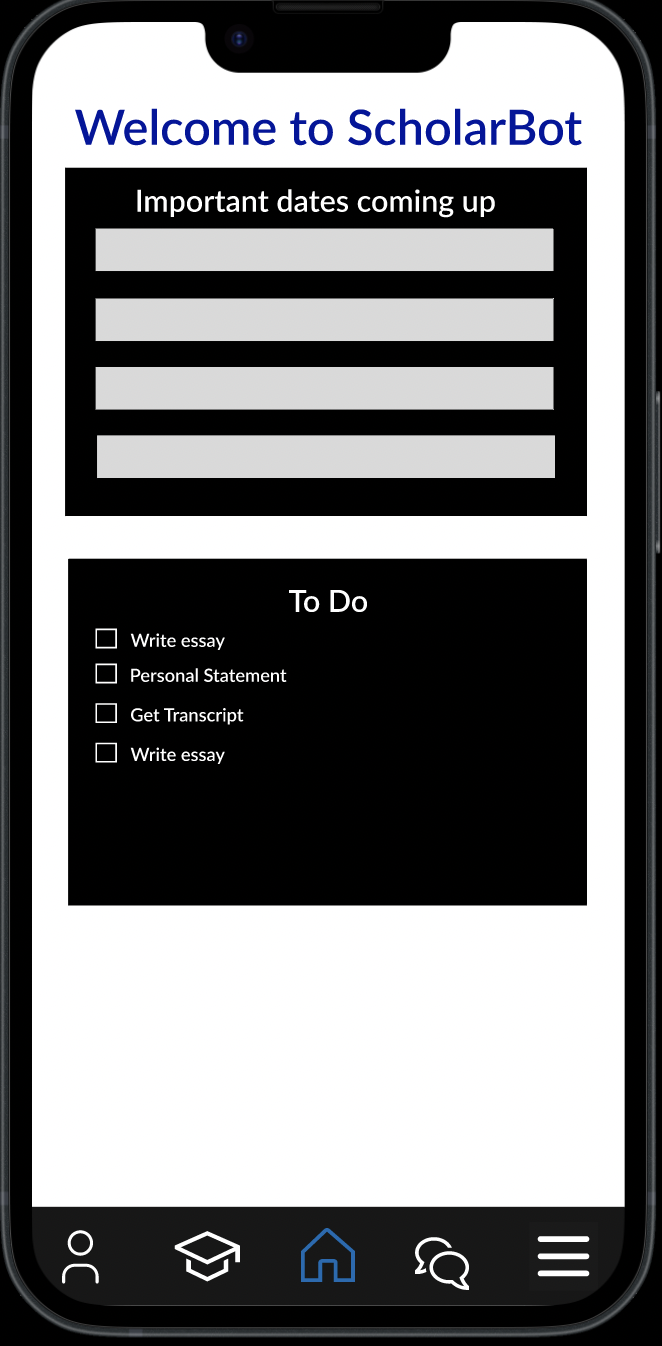 Welcome to ScholarBot
Important dates coming up
To Do
Write essay
Personal Statement
Get Transcript
Write essay